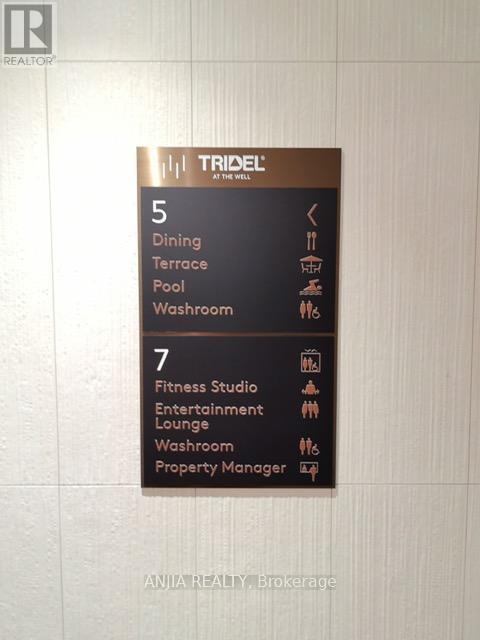 REALTOR®
TRIDEL®
AT THE WELL
5
Dining
Terrace
Pool
Washroom
7
Fitness Studio
Entertainment
Lounge
Washroom
Property Manager
ANJIA REALTY, Brokerage